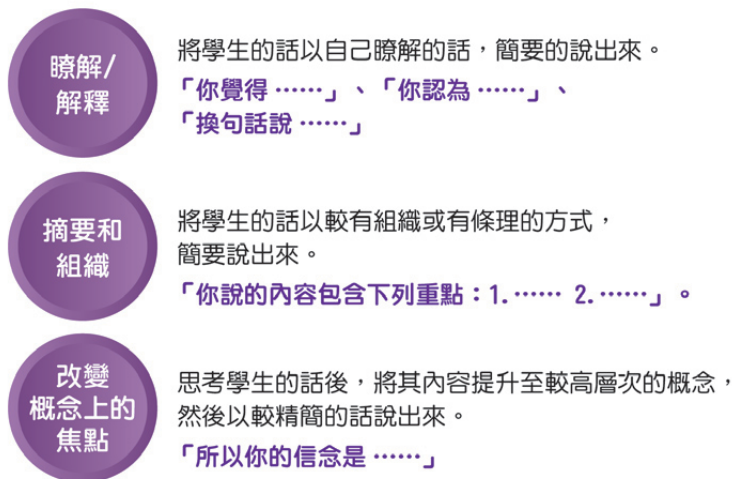 瞭解/
解釋
將學生的話以自己瞭解的話，簡要的說出來。
「你覺得 ……」、「你認為 ……」、
「換句話說 ……」
摘要和
組織
將學生的話以較有組織或有條理的方式，
簡要說出來。
「你說的內容包含下列重點：1. …… 2. ……」。
改變
概念上的
焦點
思考學生的話後，將其內容提升至較高層次的概念，
然後以較精簡的話說出來。
「所以你的信念是 ……」